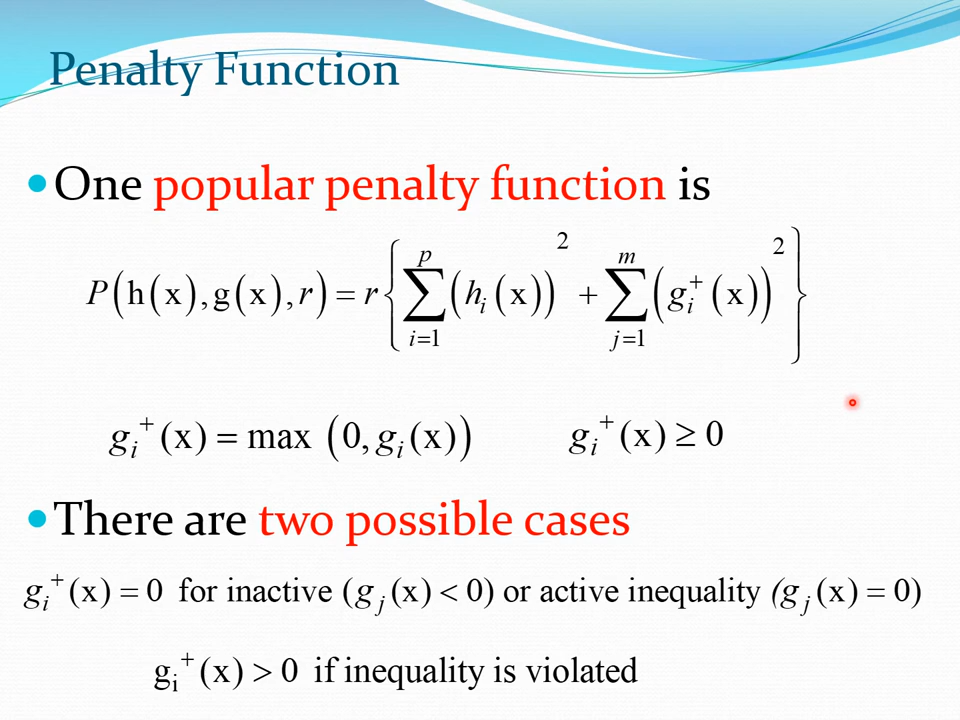 Penalty Function
• One popular penalty function is
P(h(x),g(x),r) = r { ∑_{i=1}^{p} (h_i(x))^2 + ∑_{j=1}^{m} (g_i^+(x))^2 }
g_i^+(x) = max (0, g_i(x))    g_i^+(x) ≥ 0
• There are two possible cases
g_i^+(x) = 0 for inactive (g_j(x) < 0) or active inequality (g_j(x) = 0)
g_i^+(x) > 0 if inequality is violated